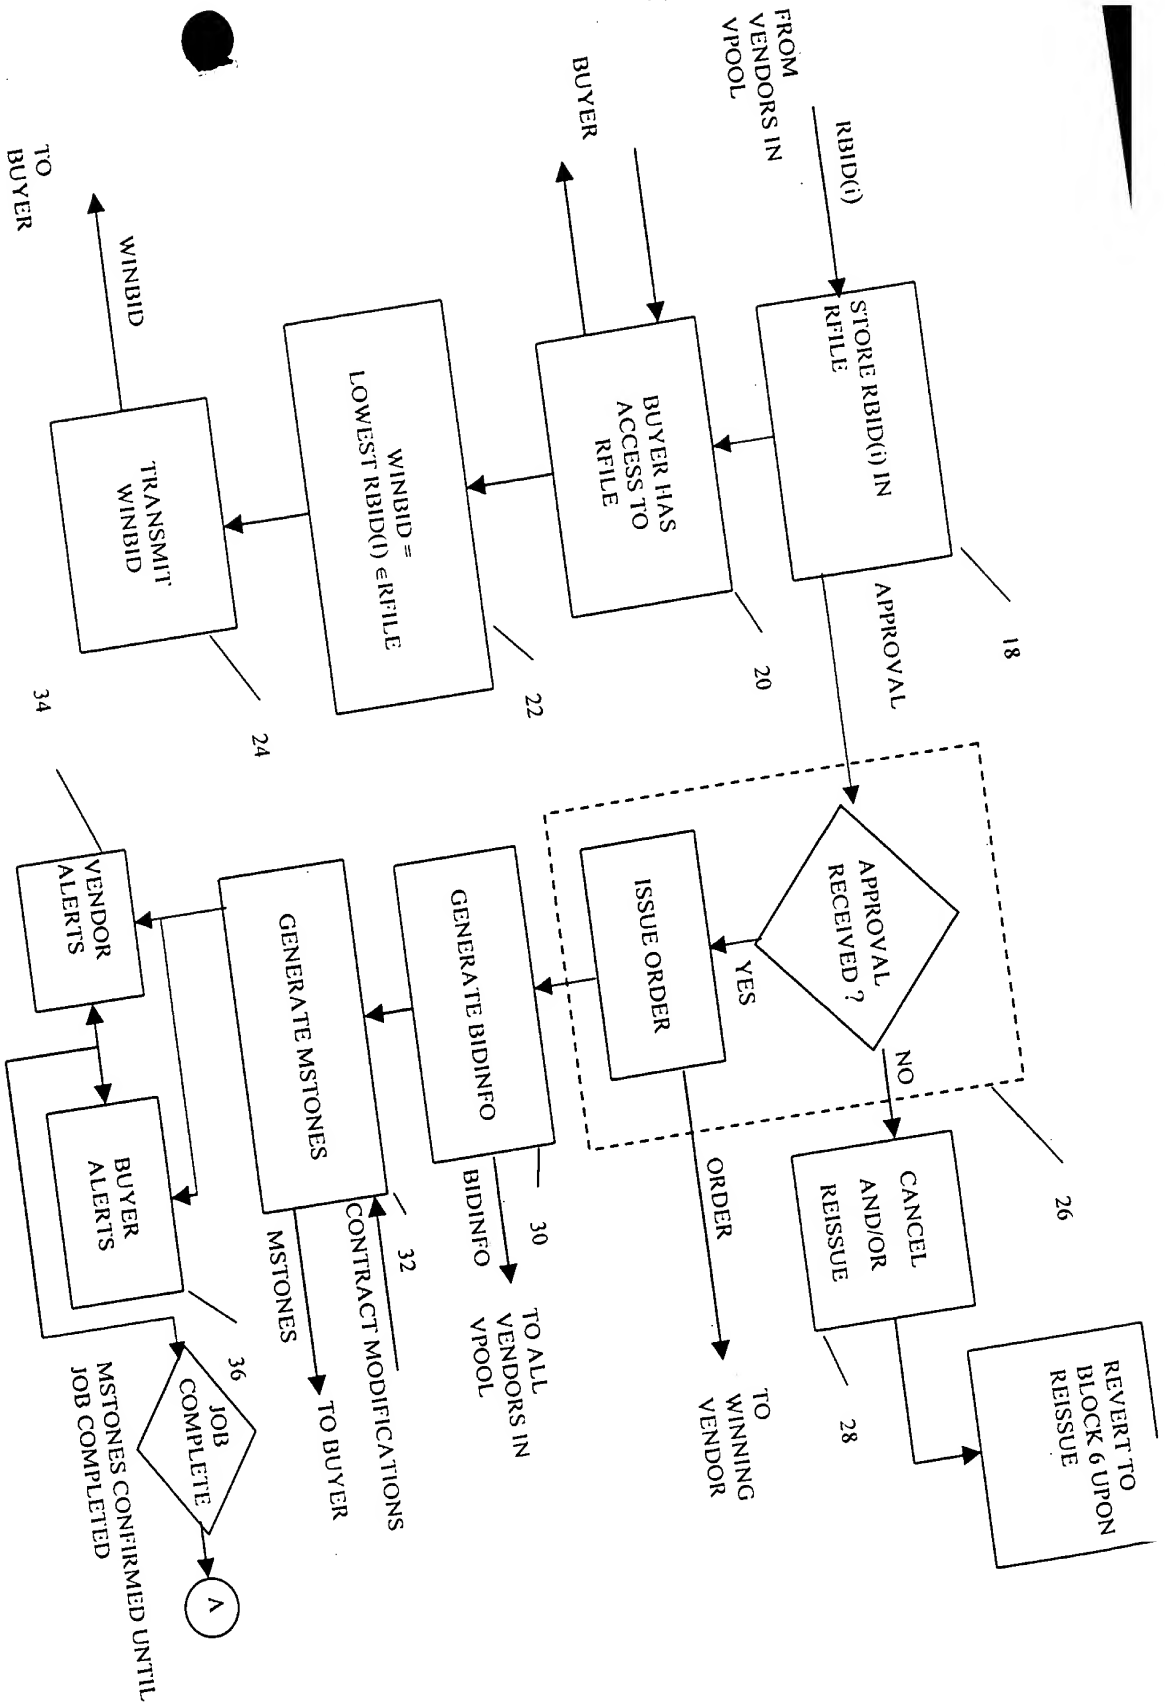 FROM
VENDORS IN
VPOOL
RBID(i)
STORE RBID(i) IN
RFILE
18
BUYER
BUYER HAS
ACCESS TO
RFILE
20
WINBID =
LOWEST RBID(I) ∈RFILE
22
TO
BUYER
WINBID
TRANSMIT
WINBID
24
APPROVAL
APPROVAL
RECEIVED ?
YES
NO
26
ISSUE ORDER
ORDER
TO
WINNING
VENDOR
CANCEL
AND/OR
REISSUE
28
REVERT TO
BLOCK 6 UPON
REISSUE
GENERATE BIDINFO
30
BIDINFO
TO ALL
VENDORS IN
VPOOL
GENERATE MSTONES
32
CONTRACT MODIFICATIONS
MSTONES
TO BUYER
34
VENDOR
ALERTS
BUYER
ALERTS
36
JOB
COMPLETE
A
MSTONES CONFIRMED UNTIL
JOB COMPLETED